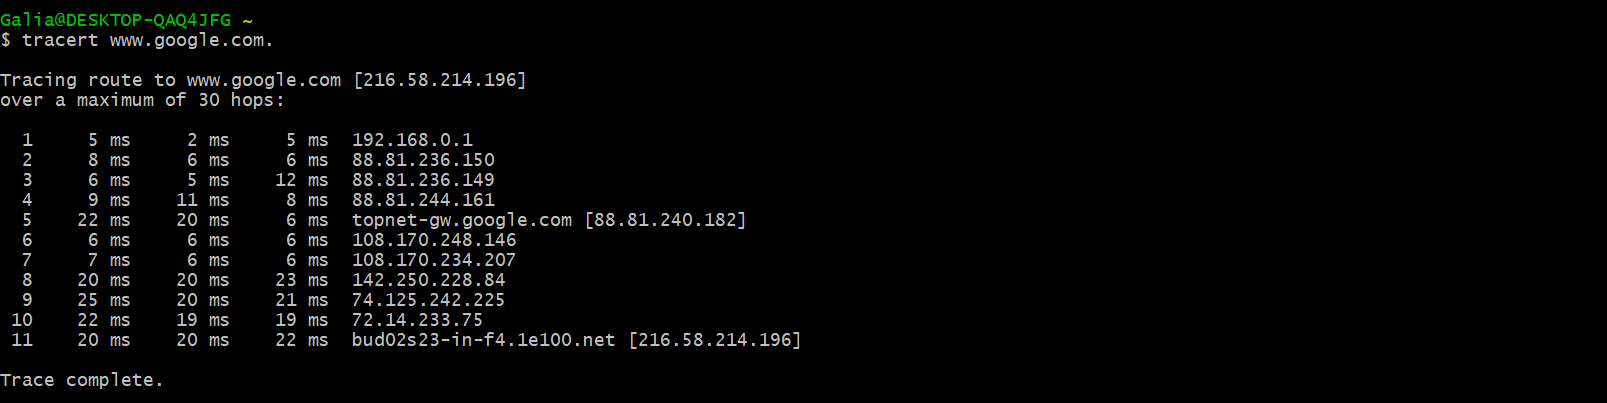 Galia@DESKTOP-QAQ4JFG ~
$ tracert www.google.com.
Tracing route to www.google.com [216.58.214.196]
over a maximum of 30 hops:
1 5 ms 2 ms 5 ms 192.168.0.1
2 8 ms 6 ms 6 ms 88.81.236.150
3 6 ms 5 ms 12 ms 88.81.236.149
4 9 ms 11 ms 8 ms 88.81.244.161
5 22 ms 20 ms 6 ms topnet-gw.google.com [88.81.240.182]
6 6 ms 6 ms 6 ms 108.170.248.146
7 7 ms 6 ms 6 ms 108.170.234.207
8 20 ms 20 ms 23 ms 142.250.228.84
9 25 ms 20 ms 21 ms 74.125.242.225
10 22 ms 19 ms 19 ms 72.14.233.75
11 20 ms 20 ms 22 ms bud02s23-in-f4.1e100.net [216.58.214.196]
Trace complete.